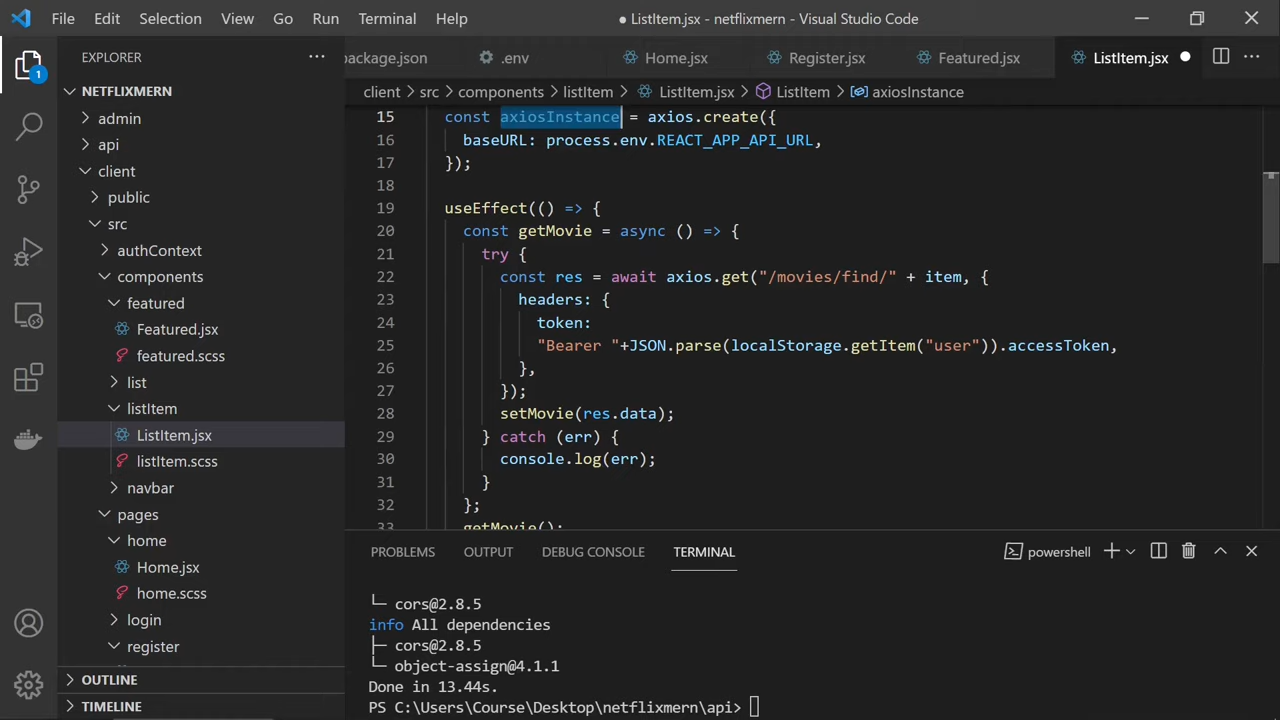 File Edit Selection View Go Run Terminal Help
● ListItem.jsx - netflixmern - Visual Studio Code
EXPLORER
package.json .env Home.jsx Register.jsx Featured.jsx ListItem.jsx
client > src > components > listItem > ListItem.jsx > ListItem > axiosInstance
1
NETFLIXMERN
admin
api
client
public
src
authContext
components
featured
Featured.jsx
featured.scss
list
listItem
ListItem.jsx
listItem.scss
navbar
pages
home
Home.jsx
home.scss
login
register
OUTLINE
TIMELINE
15 const axiosInstance = axios.create({
16 baseURL: process.env.REACT_APP_API_URL,
17 });
18
19 useEffect(() => {
20 const getMovie = async () => {
21 try {
22 const res = await axios.get("/movies/find/" + item, {
23 headers: {
24 token:
25 "Bearer "+JSON.parse(localStorage.getItem("user")).accessToken,
26 },
27 });
28 setMovie(res.data);
29 } catch (err) {
30 console.log(err);
31 }
32 };
33 getMovie();
PROBLEMS OUTPUT DEBUG CONSOLE TERMINAL powershell
└─ cors@2.8.5
info All dependencies
├─ cors@2.8.5
└─ object-assign@4.1.1
Done in 13.44s.
PS C:\Users\Course\Desktop\netflixmern\api>